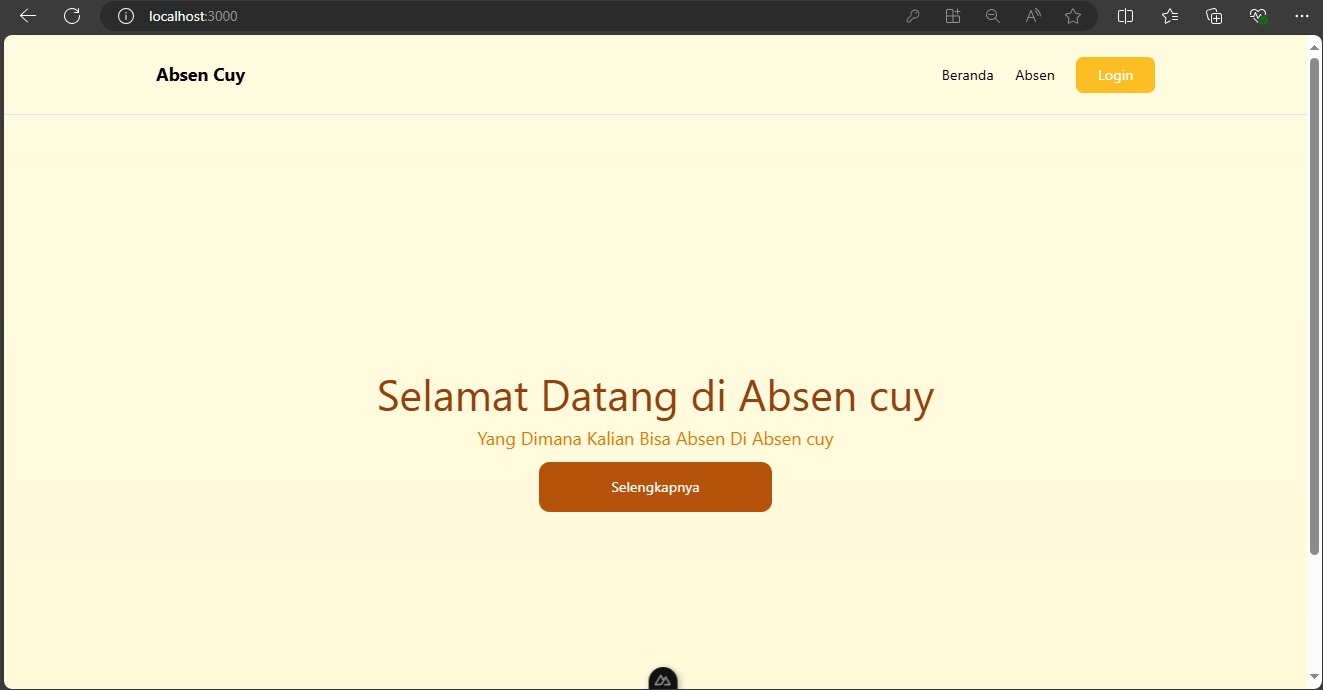 localhost:3000
Absen Cuy
Beranda
Absen
Login
Selamat Datang di Absen cuy
Yang Dimana Kalian Bisa Absen Di Absen cuy
Selengkapnya